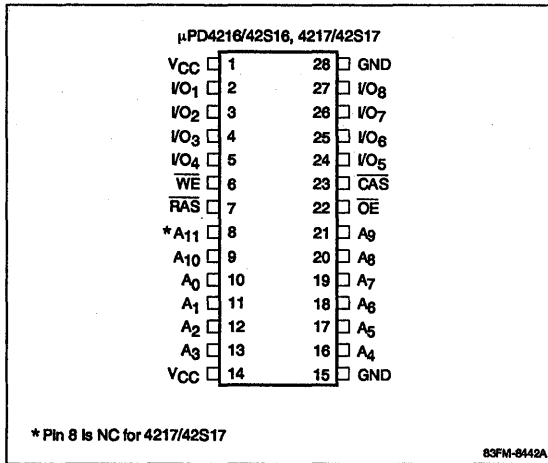 μPD4216/42S16, 4217/42S17
VCC 1 28 GND
I/O1 2 27 I/O8
I/O2 3 26 I/O7
I/O3 4 25 I/O6
I/O4 5 24 I/O5
WE 6 23 CAS
RAS 7 22 OE
*A11 8 21 A9
A10 9 20 A8
A0 10 19 A7
A1 11 18 A6
A2 12 17 A5
A3 13 16 A4
VCC 14 15 GND
* Pin 8 is NC for 4217/42S17
83FM-8442A